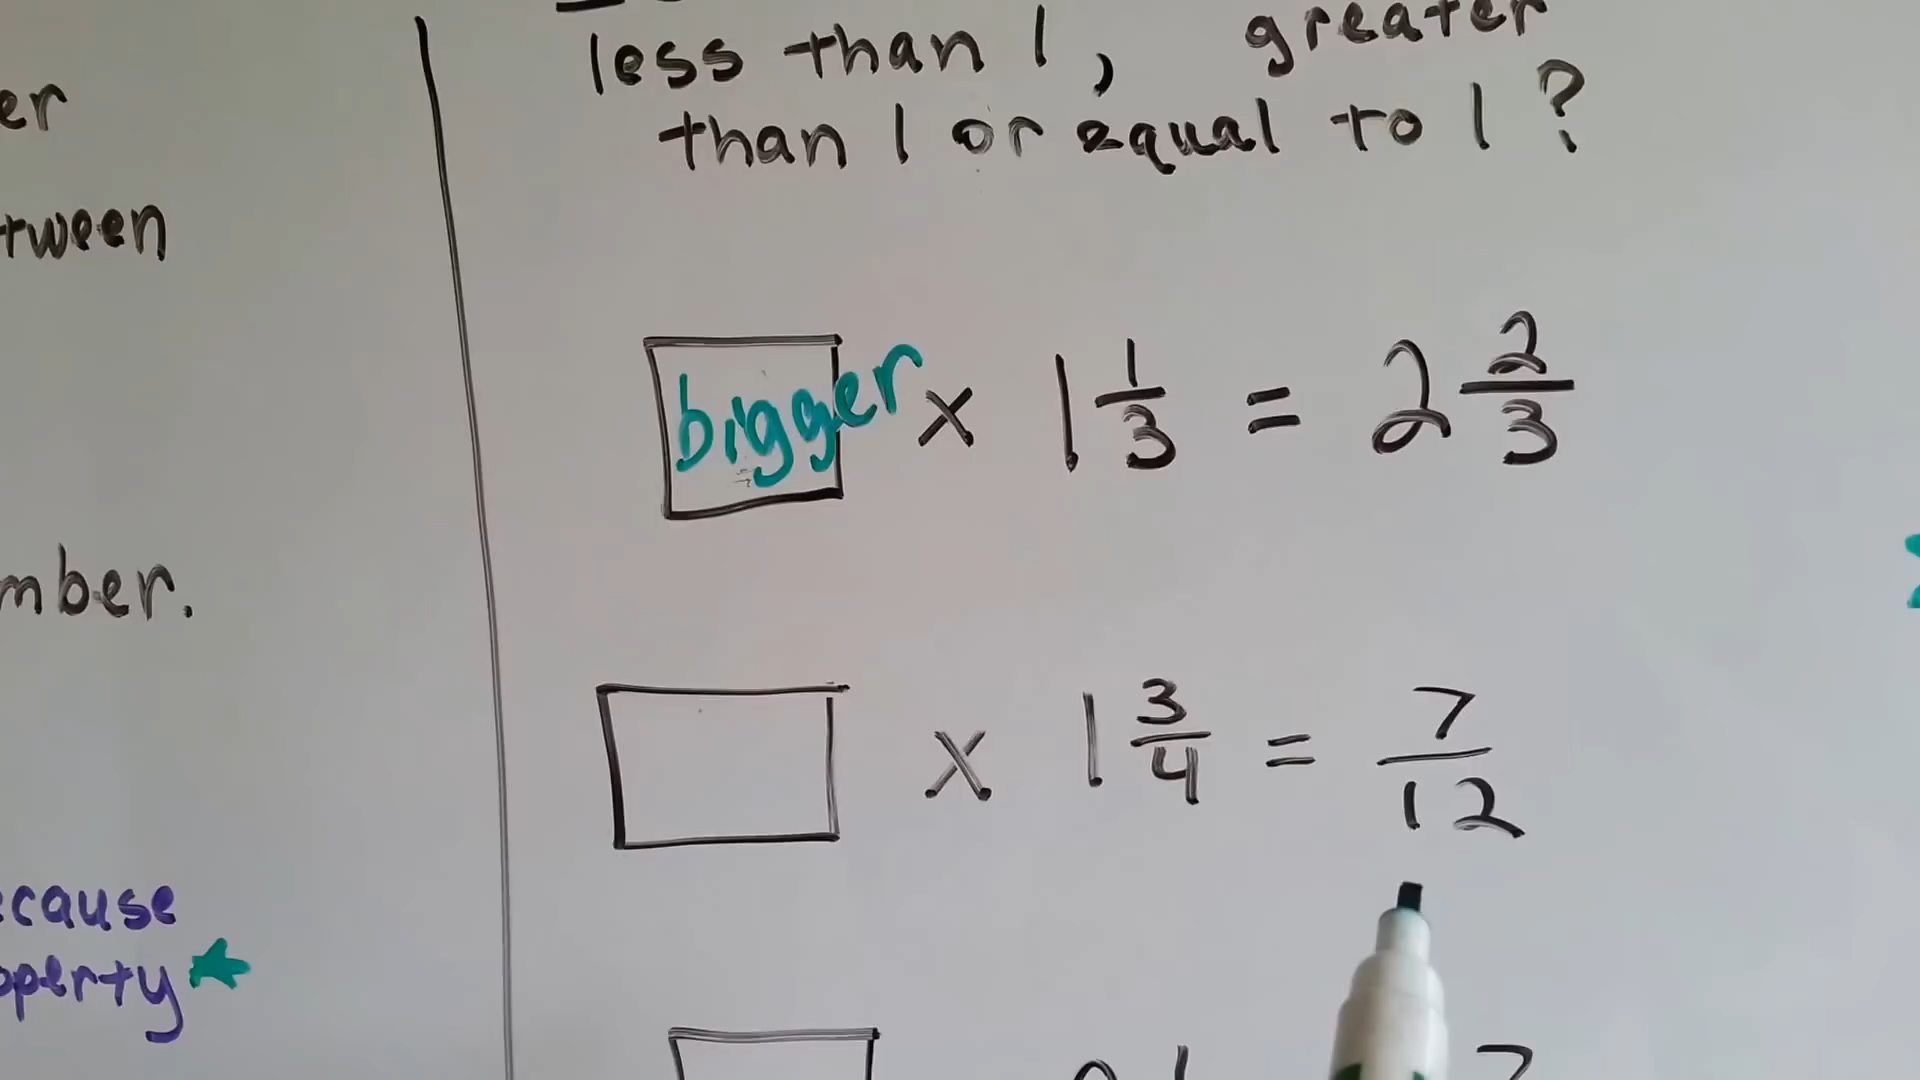 er
tween
mber.
cause
perty
less than 1, greater
than 1 or equal to 1?
bigger × 1 1/3 = 2 2/3
× 1 3/4 = 7/12